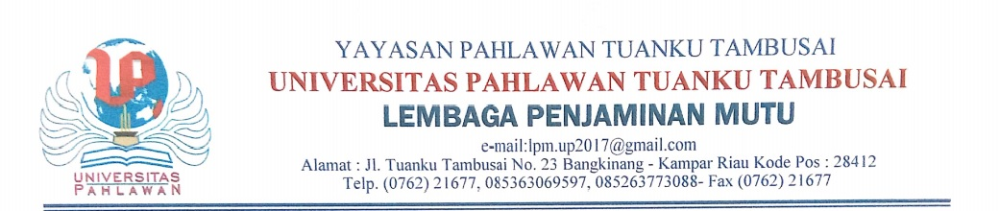 YAYASAN PAHLAWAN TUANKU TAMBUSAI
UNIVERSITAS PAHLAWAN TUANKU TAMBUSAI
LEMBAGA PENJAMINAN MUTU
e-mail:lpm.up2017@gmail.com
Alamat : Jl. Tuanku Tambusai No. 23 Bangkinang - Kampar Riau Kode Pos : 28412
Telp. (0762) 21677, 085363069597, 085263773088- Fax (0762) 21677
UP
UNIVERSITAS
PAHLAWAN